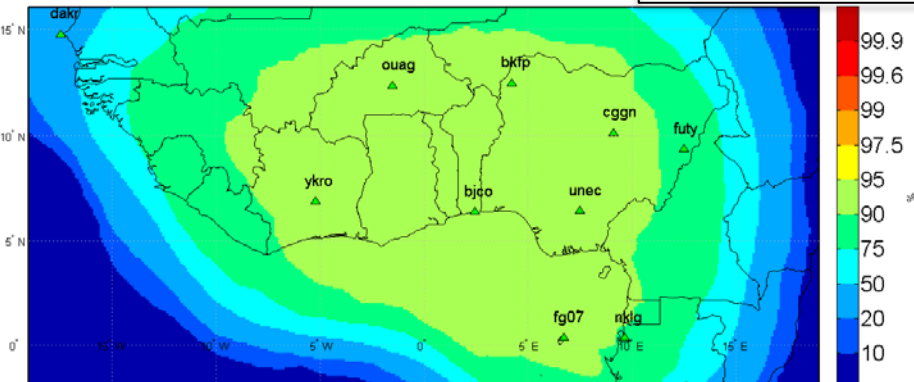 dakr
15° N
ouag
bkfp
cggn
futy
10° N
ykro
bjco
unec
5° N
fg07
nklg
0°
10° W
5° W
0°
5° E
10° E
15° E
99.9
99.6
99
97.5
95
90
75
50
20
10
%